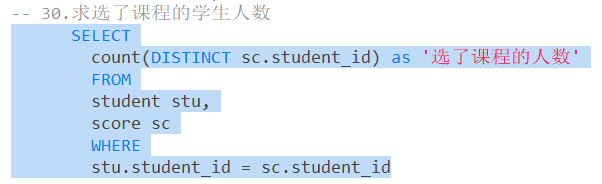 -- 30.求选了课程的学生人数
SELECT
count(DISTINCT sc.student_id) as '选了课程的人数'
FROM
student stu,
score sc
WHERE
stu.student_id = sc.student_id